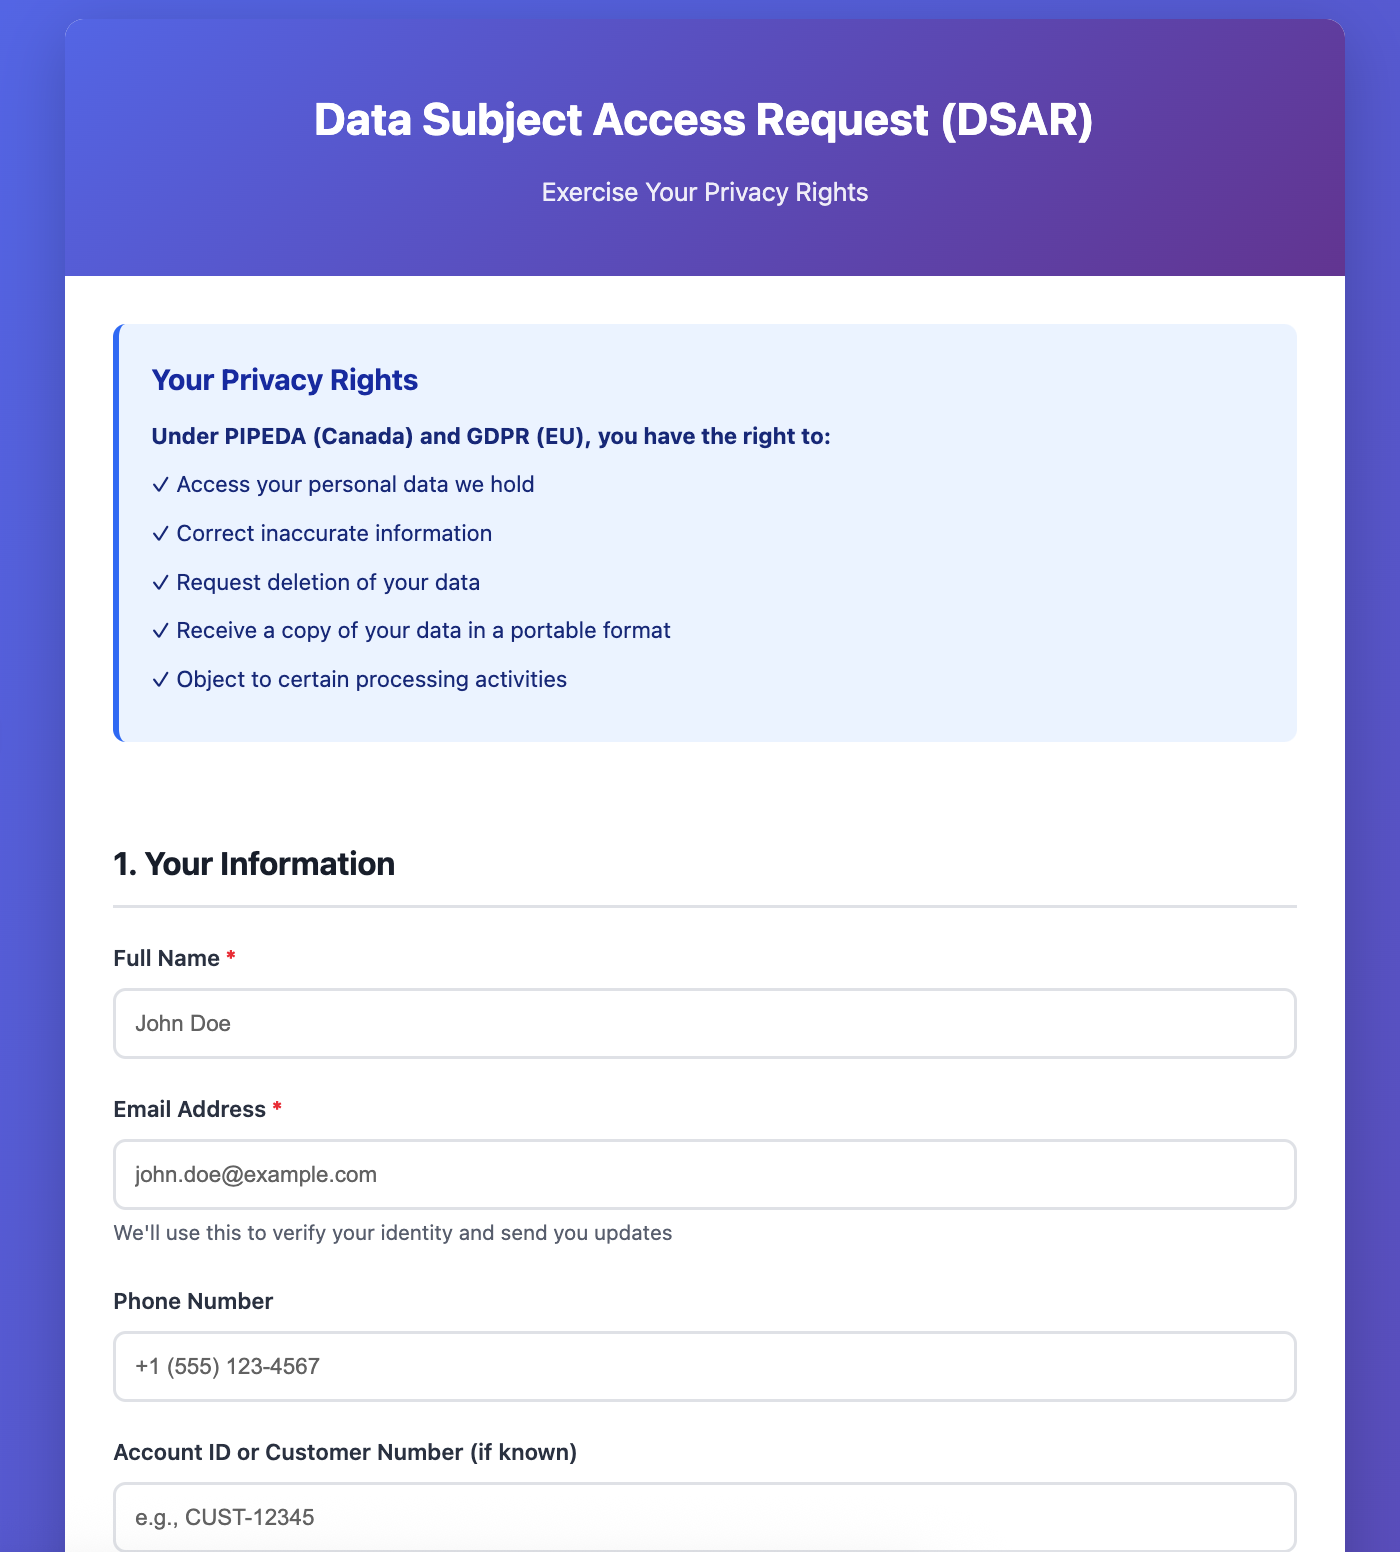 Data Subject Access Request (DSAR)
Exercise Your Privacy Rights
Your Privacy Rights
Under PIPEDA (Canada) and GDPR (EU), you have the right to:
✓ Access your personal data we hold
✓ Correct inaccurate information
✓ Request deletion of your data
✓ Receive a copy of your data in a portable format
✓ Object to certain processing activities
1. Your Information
Full Name *
John Doe
Email Address *
john.doe@example.com
We'll use this to verify your identity and send you updates
Phone Number
+1 (555) 123-4567
Account ID or Customer Number (if known)
e.g., CUST-12345